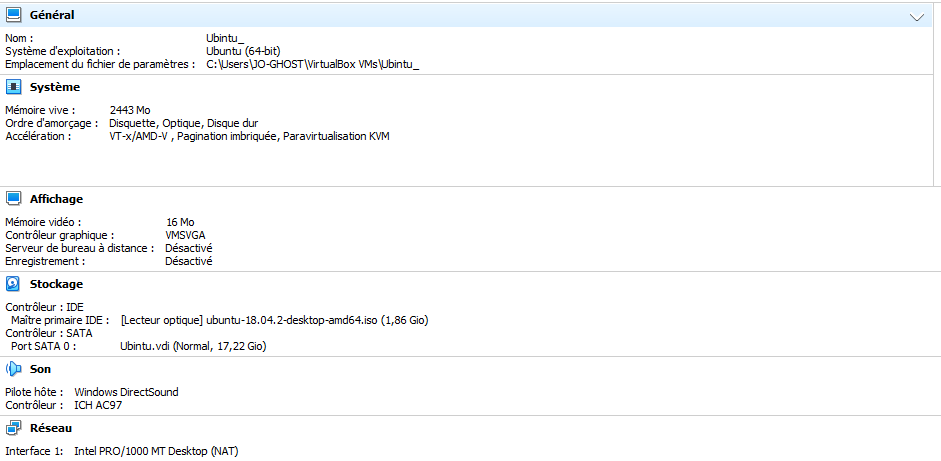 Général
Nom : Ubintu_
Système d'exploitation : Ubuntu (64-bit)
Emplacement du fichier de paramètres : C:\Users\JO-GHOST\VirtualBox VMs\Ubintu_
Système
Mémoire vive : 2443 Mo
Ordre d'amorçage : Disquette, Optique, Disque dur
Accélération : VT-x/AMD-V , Pagination imbriquée, Paravirtualisation KVM
Affichage
Mémoire vidéo : 16 Mo
Contrôleur graphique : VMSVGA
Serveur de bureau à distance : Désactivé
Enregistrement : Désactivé
Stockage
Contrôleur : IDE
Maître primaire IDE : [Lecteur optique] ubuntu-18.04.2-desktop-amd64.iso (1,86 Gio)
Contrôleur : SATA
Port SATA 0 : Ubintu.vdi (Normal, 17,22 Gio)
Son
Pilote hôte : Windows DirectSound
Contrôleur : ICH AC97
Réseau
Interface 1: Intel PRO/1000 MT Desktop (NAT)